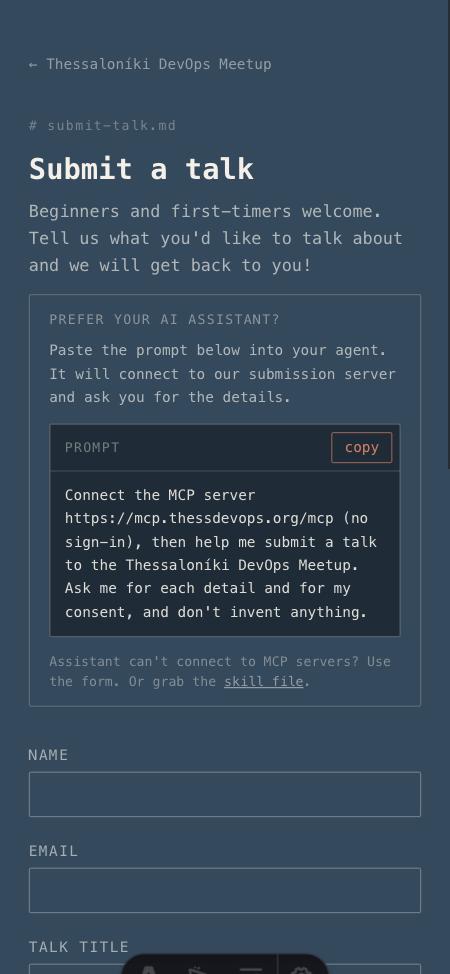 ← Thessaloníki DevOps Meetup
# submit-talk.md
Submit a talk
Beginners and first-timers welcome.
Tell us what you'd like to talk about
and we will get back to you!
PREFER YOUR AI ASSISTANT?
Paste the prompt below into your agent.
It will connect to our submission server
and ask you for the details.
PROMPT
copy
Connect the MCP server
https://mcp.thessdevops.org/mcp (no
sign-in), then help me submit a talk
to the Thessaloníki DevOps Meetup.
Ask me for each detail and for my
consent, and don't invent anything.
Assistant can't connect to MCP servers? Use
the form. Or grab the skill file.
NAME
EMAIL
TALK TITLE